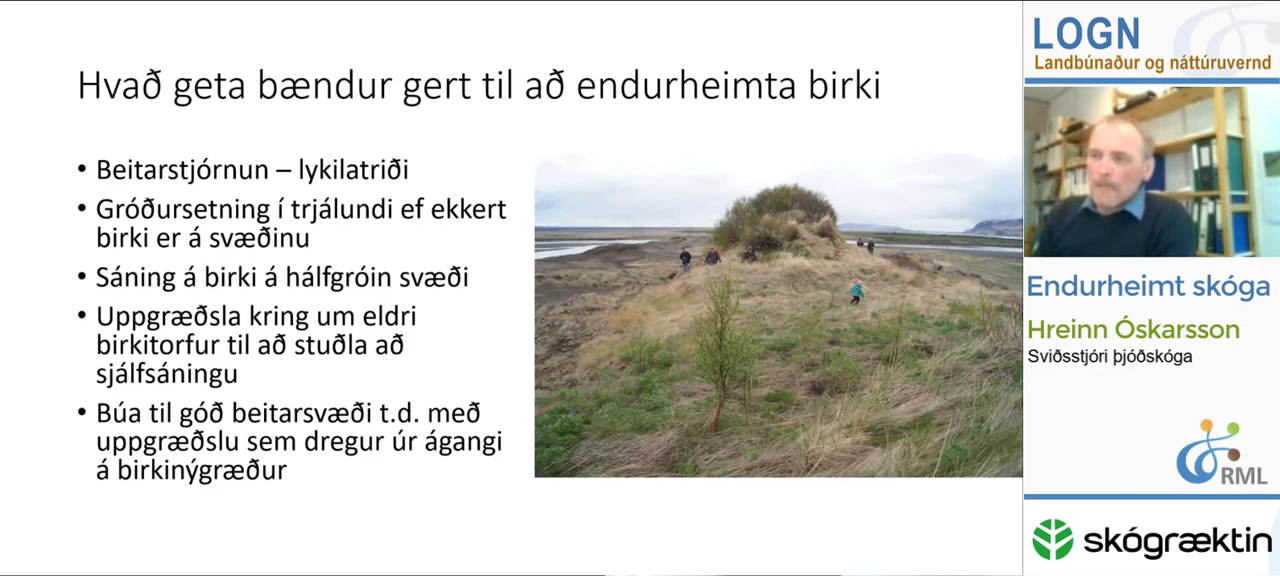 Hvað geta bændur gert til að endurheimta birki
• Beitarstjórnun – lykilatriði
• Gróðursetning í trjálundi ef ekkert
birki er á svæðinu
• Sáning á birki á hálfgróin svæði
• Uppgræðsla kring um eldri
birkitorfur til að stuðla að
sjálfsáningu
• Búa til góð beitarsvæði t.d. með
uppgræðslu sem dregur úr ágangi
á birkinýgræður
LOGN
Landbúnaður og náttúruvernd
Endurheimt skóga
Hreinn Óskarsson
Sviðsstjóri þjóðskóga
RML
skógræktin